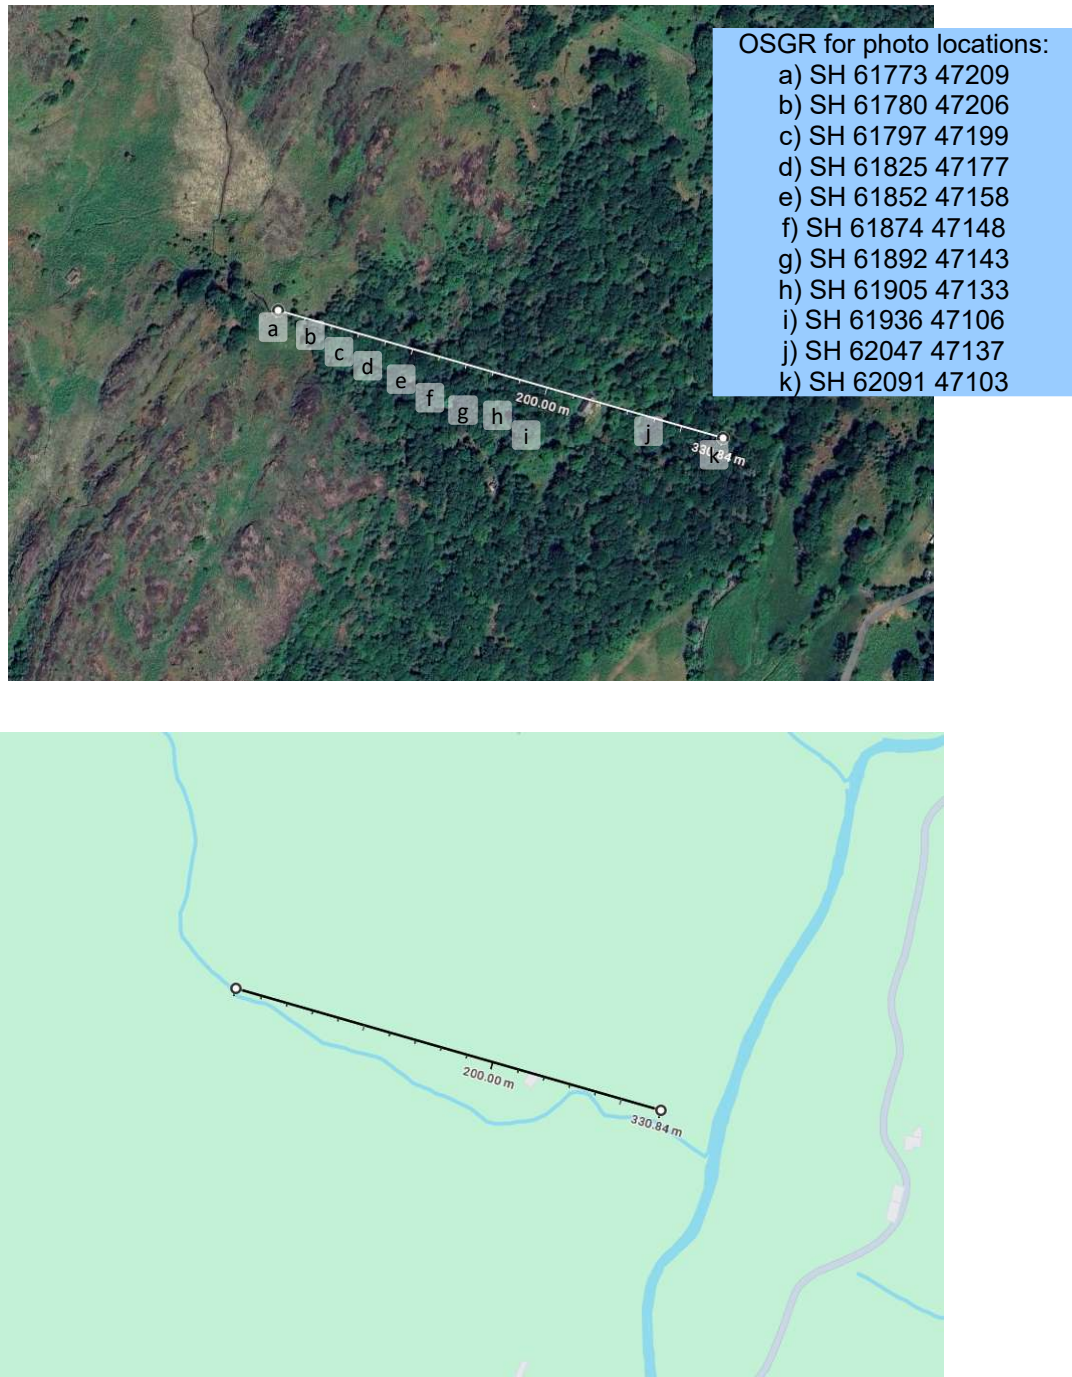 OSGR for photo locations:
a) SH 61773 47209
b) SH 61780 47206
c) SH 61797 47199
d) SH 61825 47177
e) SH 61852 47158
f) SH 61874 47148
g) SH 61892 47143
h) SH 61905 47133
i) SH 61936 47106
j) SH 62047 47137
k) SH 62091 47103
a
b
c
d
e
f
g
h
i
j
k
200.00 m
330.84 m
200.00 m
330.84 m